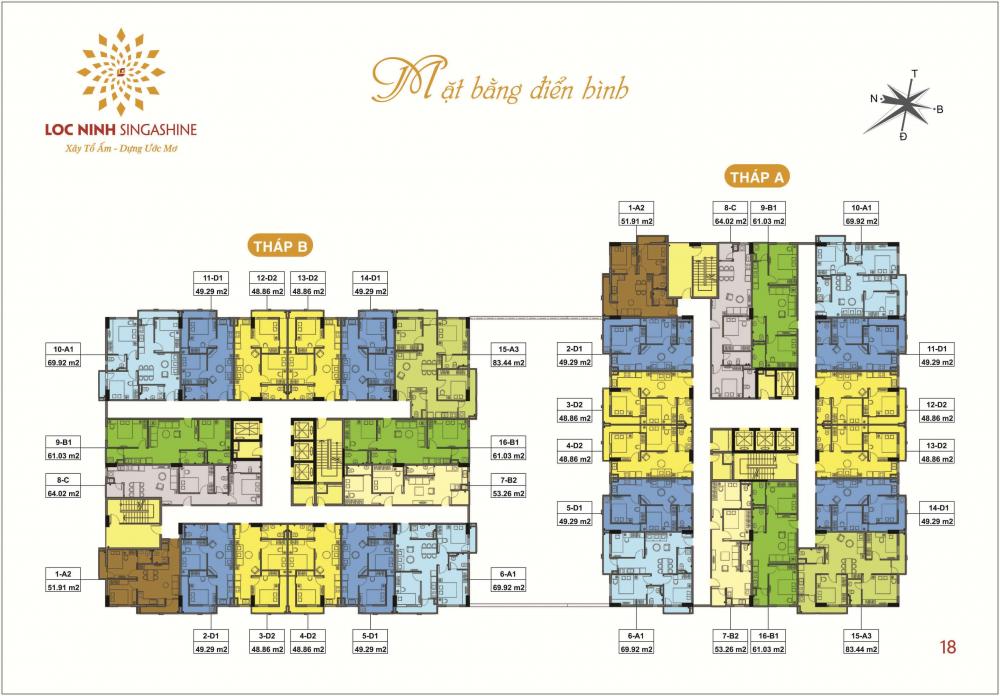 LOC NINH SINGASHINE
Xây Tổ Ấm - Dựng Ước Mơ
Mặt bằng điển hình
T
N
B
Đ
THÁP A
1-A2
51.91 m2
8-C
64.02 m2
9-B1
61.03 m2
10-A1
69.92 m2
2-D1
49.29 m2
3-D2
48.86 m2
4-D2
48.86 m2
5-D1
49.29 m2
11-D1
49.29 m2
12-D2
48.86 m2
13-D2
48.86 m2
14-D1
49.29 m2
6-A1
69.92 m2
7-B2
53.26 m2
16-B1
61.03 m2
15-A3
83.44 m2
THÁP B
11-D1
49.29 m2
12-D2
48.86 m2
13-D2
48.86 m2
14-D1
49.29 m2
10-A1
69.92 m2
15-A3
83.44 m2
9-B1
61.03 m2
16-B1
61.03 m2
8-C
64.02 m2
7-B2
53.26 m2
1-A2
51.91 m2
6-A1
69.92 m2
2-D1
49.29 m2
3-D2
48.86 m2
4-D2
48.86 m2
5-D1
49.29 m2
18